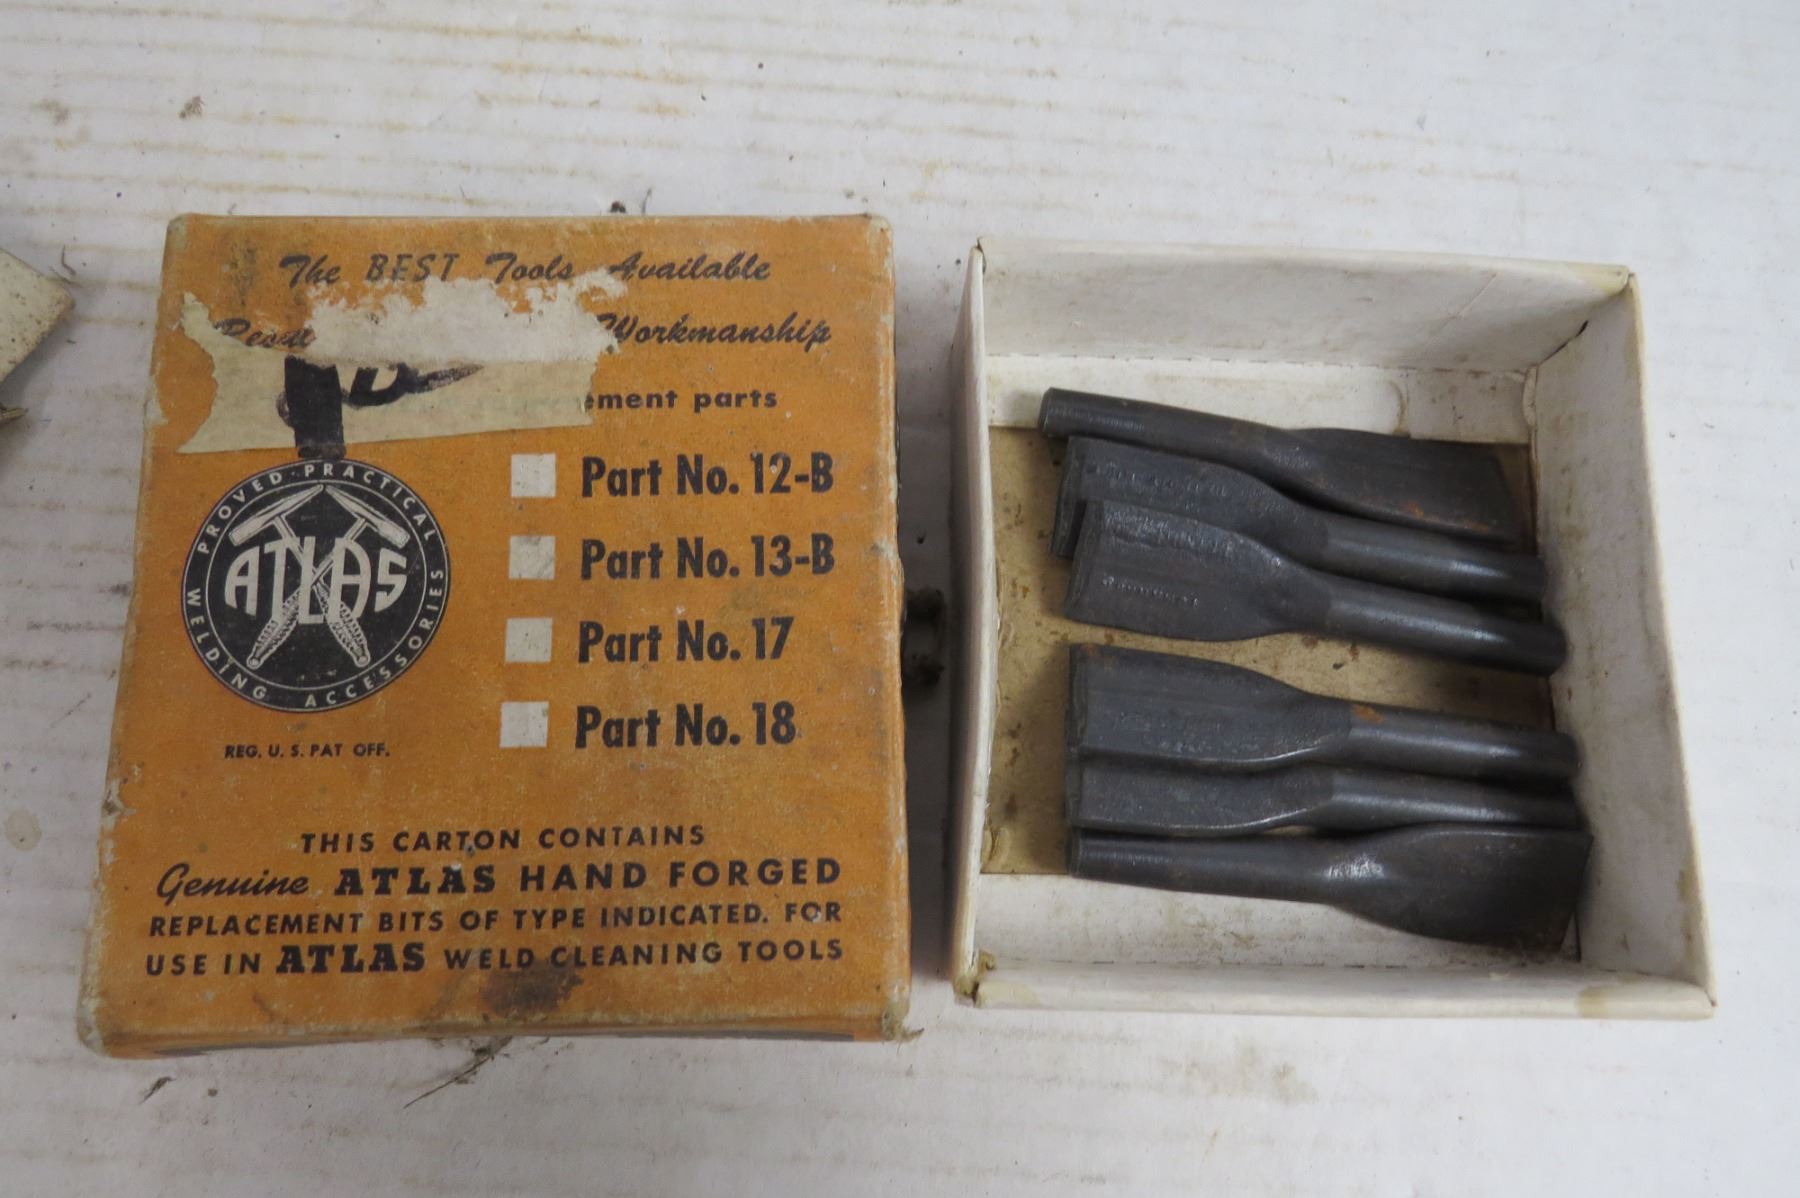 The BEST Tools Available
Workmanship
parts
Part No. 12-B
Part No. 13-B
Part No. 17
Part No. 18
PROVED · PRACTICAL
ATLAS
WELDING ACCESSORIES
REG. U. S. PAT OFF.
THIS CARTON CONTAINS
Genuine ATLAS HAND FORGED
REPLACEMENT BITS OF TYPE INDICATED. FOR
USE IN ATLAS WELD CLEANING TOOLS